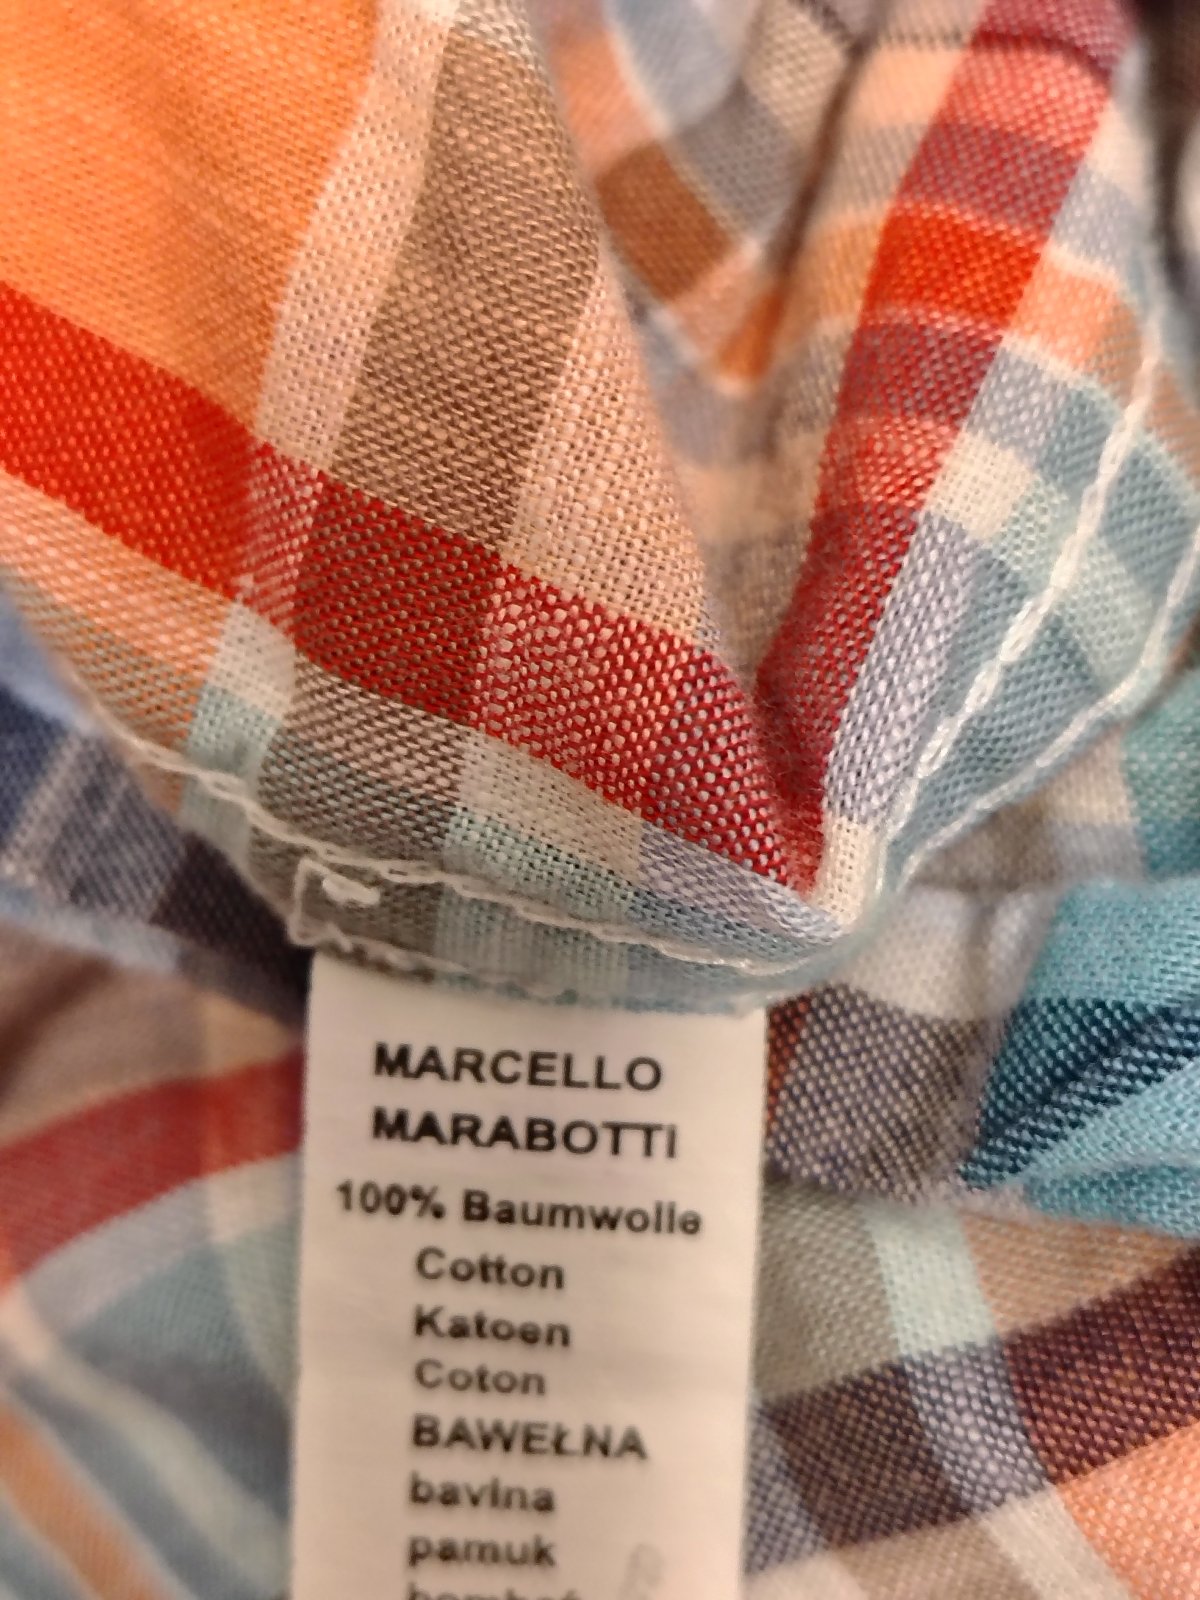 MARCELLO
MARABOTTI
100% Baumwolle
Cotton
Katoen
Coton
BAWEŁNA
bavlna
pamuk